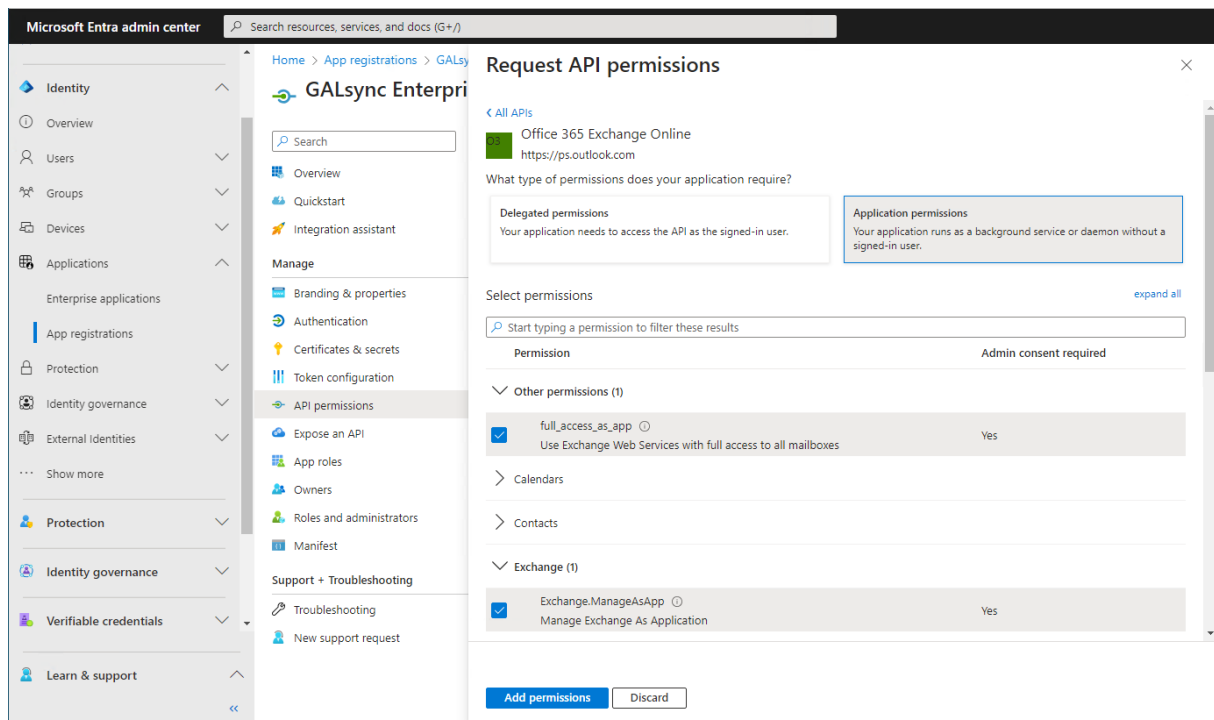 Microsoft Entra admin center
Search resources, services, and docs (G+/)
Identity
Overview
Users
Groups
Devices
Applications
Enterprise applications
App registrations
Protection
Identity governance
External Identities
Show more
Protection
Identity governance
Verifiable credentials
Learn & support
Home > App registrations > GALsy
GALsync Enterpri
Search
Overview
Quickstart
Integration assistant
Manage
Branding & properties
Authentication
Certificates & secrets
Token configuration
API permissions
Expose an API
App roles
Owners
Roles and administrators
Manifest
Support + Troubleshooting
Troubleshooting
New support request
Request API permissions
All APIs
O3
Office 365 Exchange Online
https://ps.outlook.com
What type of permissions does your application require?
Delegated permissions
Your application needs to access the API as the signed-in user.
Application permissions
Your application runs as a background service or daemon without a
signed-in user.
Select permissions
expand all
Start typing a permission to filter these results
Permission Admin consent required
Other permissions (1)
full_access_as_app
Use Exchange Web Services with full access to all mailboxes
Yes
Calendars
Contacts
Exchange (1)
Exchange.ManageAsApp
Manage Exchange As Application
Yes
Add permissions
Discard